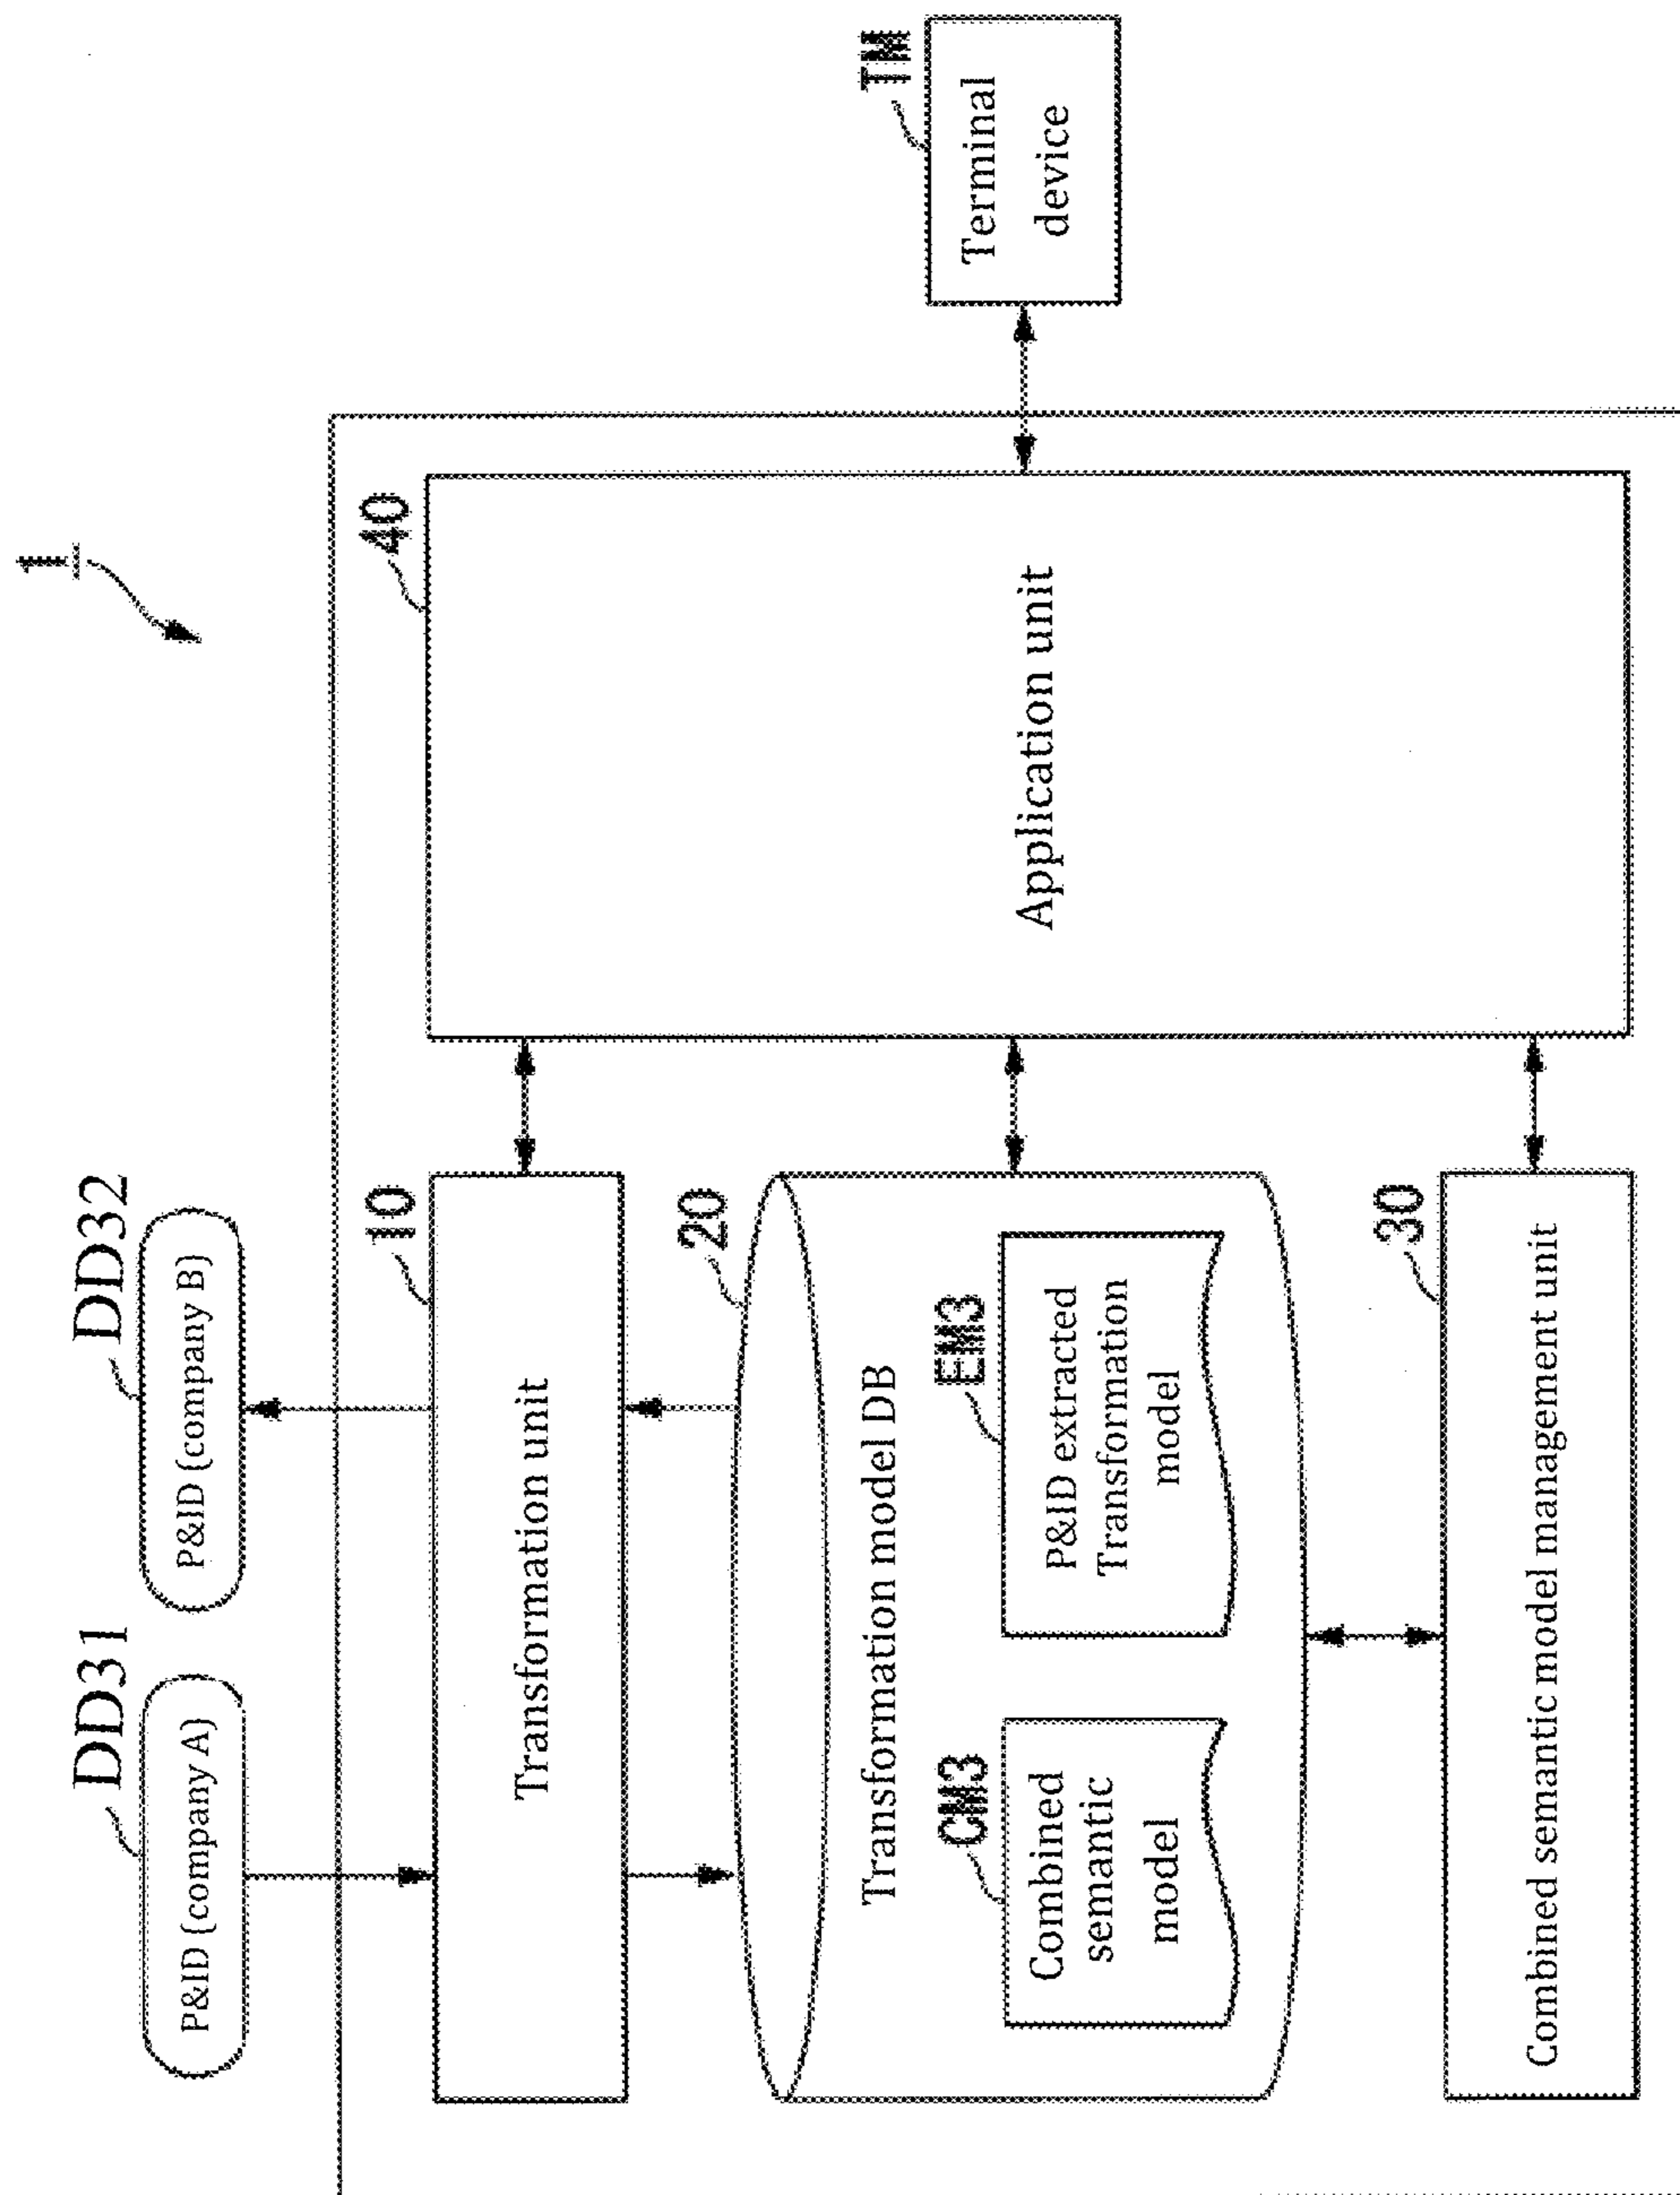 1
DD31
DD32
P&ID (company A)
P&ID (company B)
10
Transformation unit
40
Application unit
TM
Terminal
device
20
Transformation model DB
CM3
Combined
semantic
model
EM3
P&ID extracted
Transformation
model
30
Combined semantic model management unit